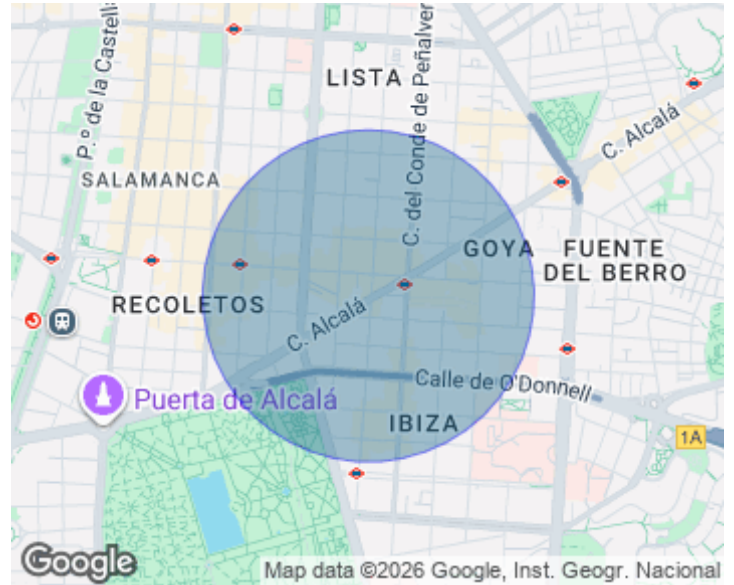 P.º de la Castell
LISTA
C. del Conde de Peñalver
C. Alcalá
SALAMANCA
GOYA
FUENTE
DEL BERRO
RECOLETOS
C. Alcalá
Puerta de Alcalá
Calle de O'Donnell
IBIZA
1A
Google
Map data ©2026 Google, Inst. Geogr. Nacional